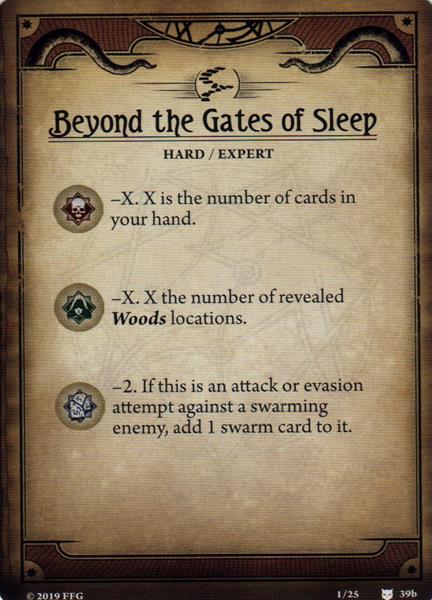 Beyond the Gates of Sleep
HARD / EXPERT
–X. X is the number of cards in
your hand.
–X. X the number of revealed
Woods locations.
–2. If this is an attack or evasion
attempt against a swarming
enemy, add 1 swarm card to it.
© 2019 FFG
1/25
39b